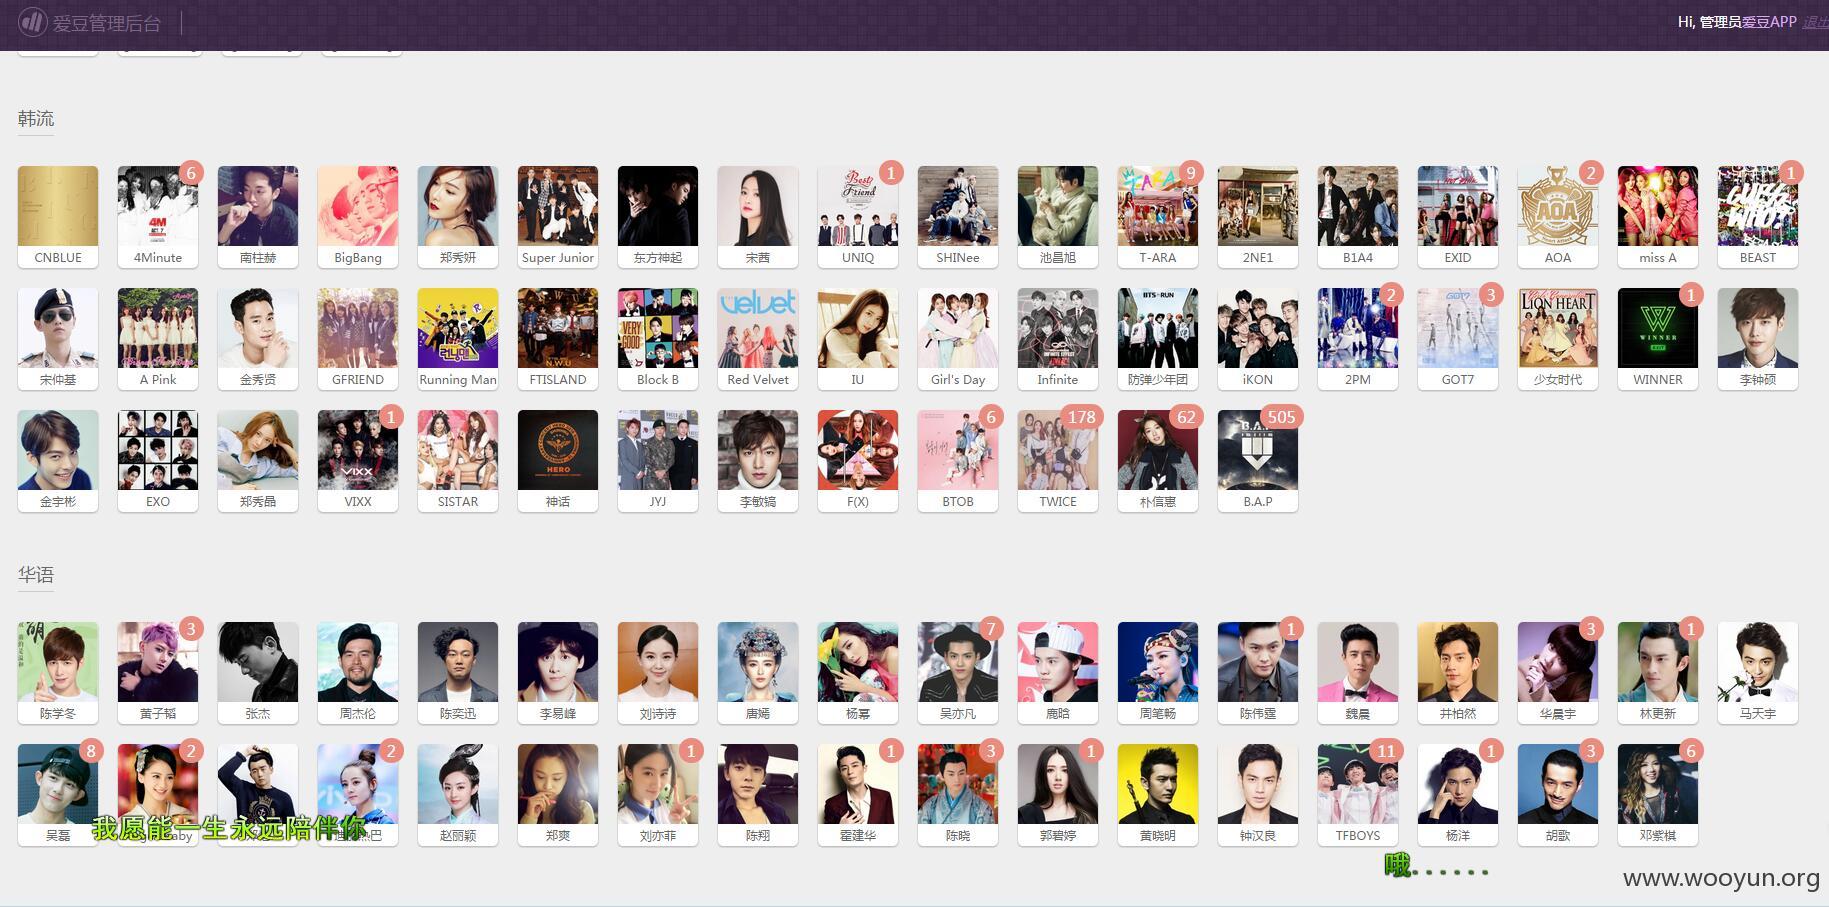 爱豆管理后台
Hi, 管理员爱豆APP 退出
韩流
6 1 9 2 1
CNBLUE 4Minute 南柱赫 BigBang 郑秀妍 Super Junior 东方神起 宋茜 UNIQ SHINee 池昌旭 T-ARA 2NE1 B1A4 EXID AOA miss A BEAST
2 3 1
宋仲基 A Pink 金秀贤 GFRIEND Running Man FTISLAND Block B Red Velvet IU Girl's Day Infinite 防弹少年团 iKON 2PM GOT7 少女时代 WINNER 李钟硕
1 6 178 62 505
金宇彬 EXO 郑秀晶 VIXX SISTAR 神话 JYJ 李敏镐 F(X) BTOB TWICE 朴信惠 B.A.P
华语
3 7 1 3 1
陈学冬 黄子韬 张杰 周杰伦 陈奕迅 李易峰 刘诗诗 唐嫣 杨幂 吴亦凡 鹿晗 周笔畅 陈伟霆 魏晨 井柏然 华晨宇 林更新 马天宇
8 2 2 1 1 3 1 11 1 3 6
我愿能一生永远陪伴你
吴磊 赵丽颖 郑爽 刘亦菲 陈翔 霍建华 陈晓 郭碧婷 黄晓明 钟汉良 TFBOYS 杨洋 胡歌 邓紫棋
哦......
www.wooyun.org